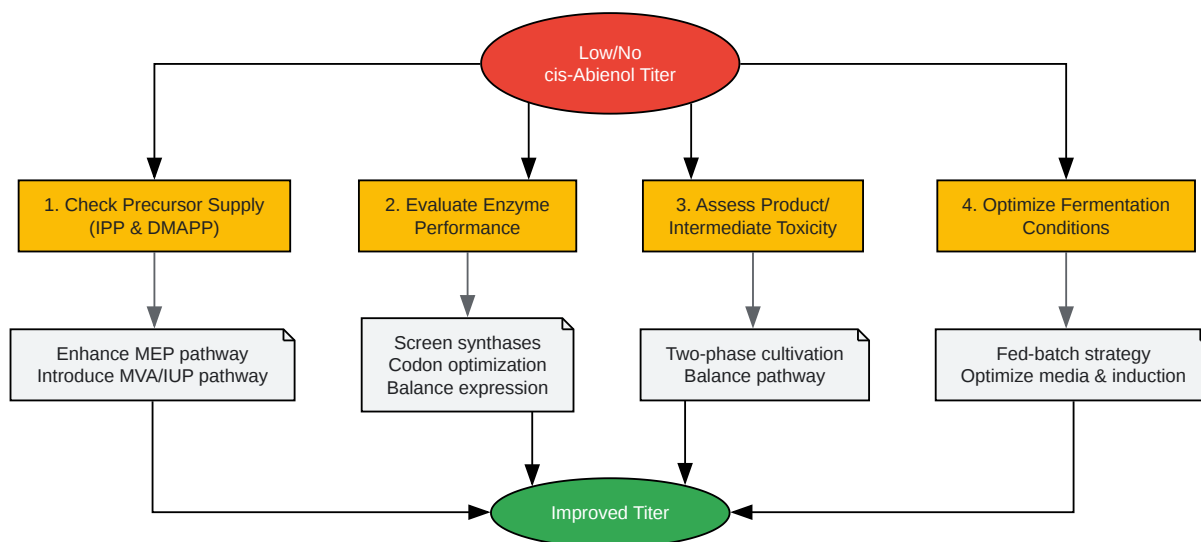 Low/No
cis-Abienol Titer
1. Check Precursor Supply
(IPP & DMAPP)
2. Evaluate Enzyme
Performance
3. Assess Product/
Intermediate Toxicity
4. Optimize Fermentation
Conditions
Enhance MEP pathway
Introduce MVA/IUP pathway
Screen synthases
Codon optimization
Balance expression
Two-phase cultivation
Balance pathway
Fed-batch strategy
Optimize media & induction
Improved Titer